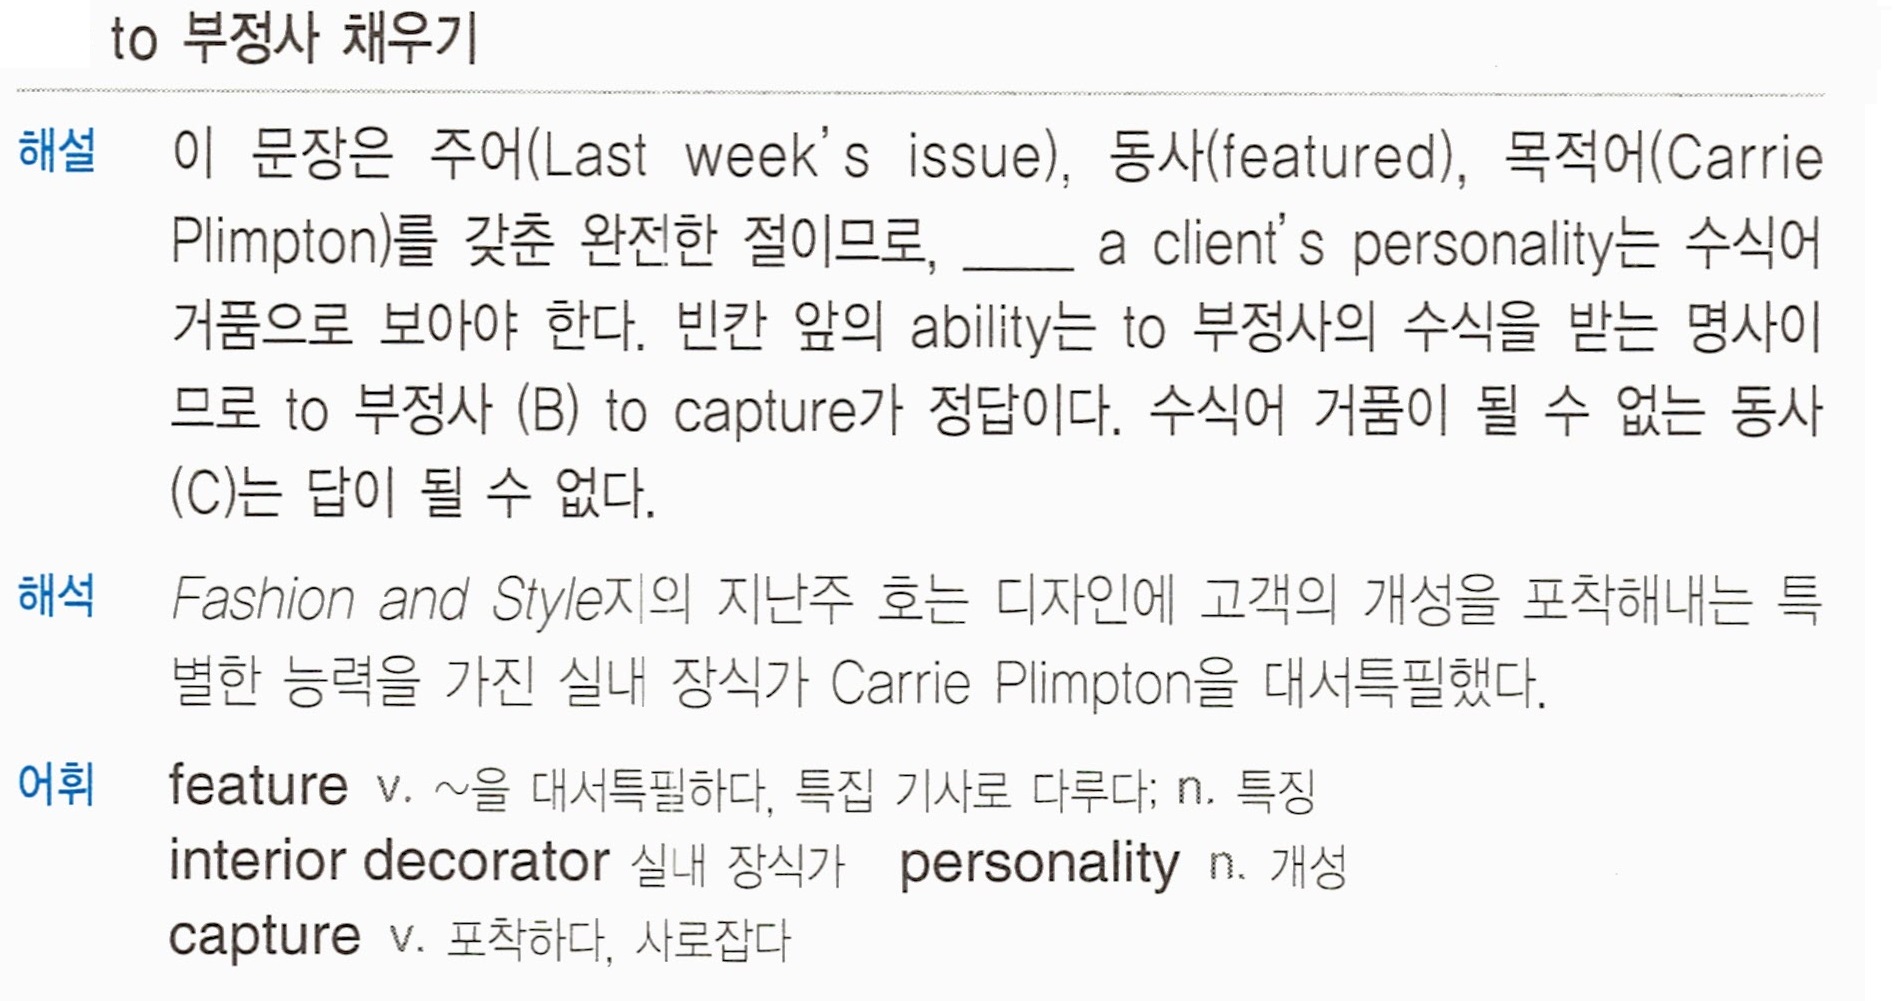 to 부정사 채우기
해설 이 문장은 주어(Last week's issue), 동사(featured), 목적어(Carrie
Plimpton)를 갖춘 완전한 절이므로, ____ a client's personality는 수식어
거품으로 보아야 한다. 빈칸 앞의 ability는 to 부정사의 수식을 받는 명사이
므로 to 부정사 (B) to capture가 정답이다. 수식어 거품이 될 수 없는 동사
(C)는 답이 될 수 없다.
해석 Fashion and Style지의 지난주 호는 디자인에 고객의 개성을 포착해내는 특
별한 능력을 가진 실내 장식가 Carrie Plimpton을 대서특필했다.
어휘 feature v. ~을 대서특필하다, 특집 기사로 다루다; n. 특징
interior decorator 실내 장식가 personality n. 개성
capture v. 포착하다, 사로잡다